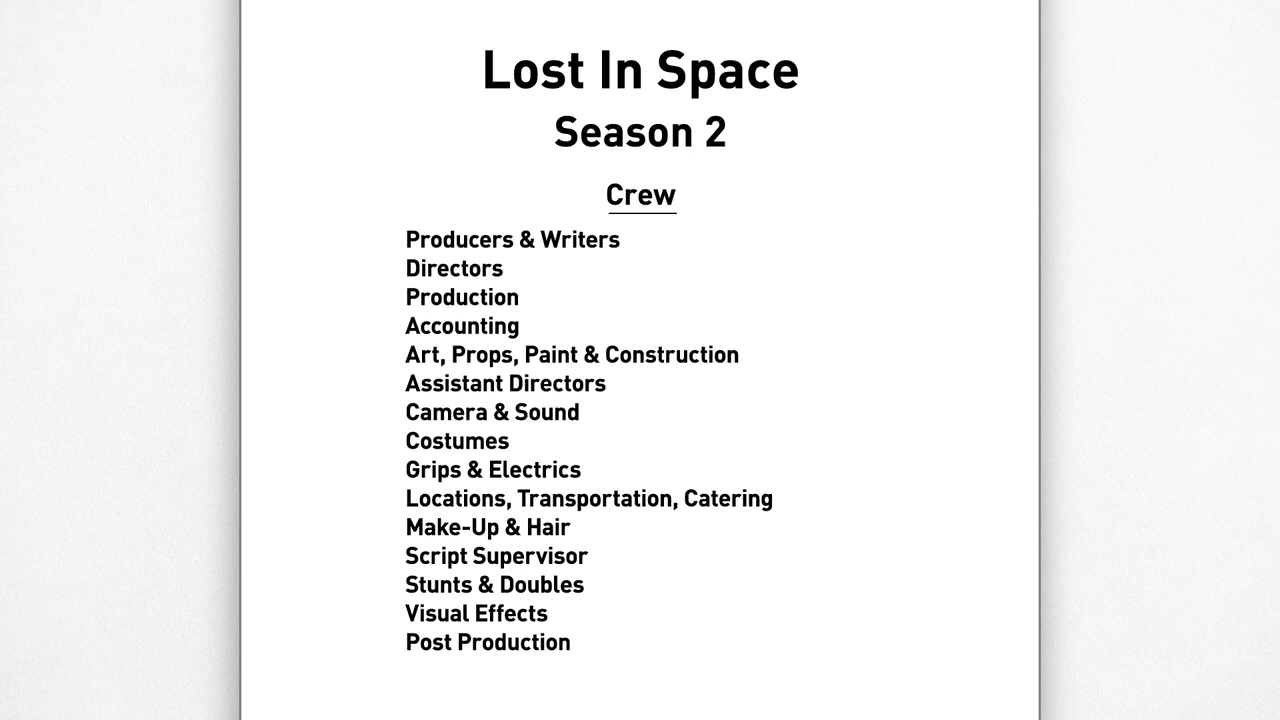 Lost In Space
Season 2
Crew
Producers & Writers
Directors
Production
Accounting
Art, Props, Paint & Construction
Assistant Directors
Camera & Sound
Costumes
Grips & Electrics
Locations, Transportation, Catering
Make-Up & Hair
Script Supervisor
Stunts & Doubles
Visual Effects
Post Production